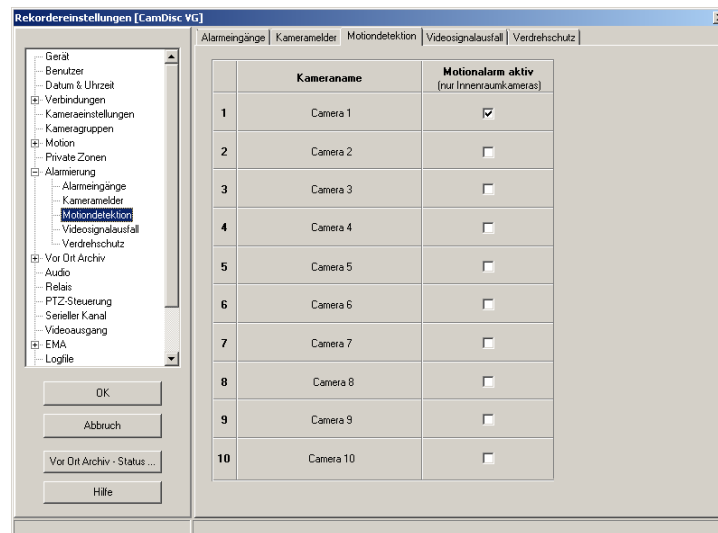 Rekordereinstellungen [CamDisc VG]
Gerät
Benutzer
Datum & Uhrzeit
Verbindungen
Kameraeinstellungen
Kameragruppen
Motion
Private Zonen
Alarmierung
Alarmeingänge
Kameramelder
Motiondetektion
Videosignalausfall
Verdrehschutz
Vor Ort Archiv
Audio
Relais
PTZ-Steuerung
Serieller Kanal
Videoausgang
EMA
Logfile
OK
Abbruch
Vor Ort Archiv - Status ...
Hilfe
Alarmeingänge Kameramelder Motiondetektion Videosignalausfall Verdrehschutz
Kameraname Motionalarm aktiv
(nur Innenraumkameras)
1 Camera 1
2 Camera 2
3 Camera 3
4 Camera 4
5 Camera 5
6 Camera 6
7 Camera 7
8 Camera 8
9 Camera 9
10 Camera 10